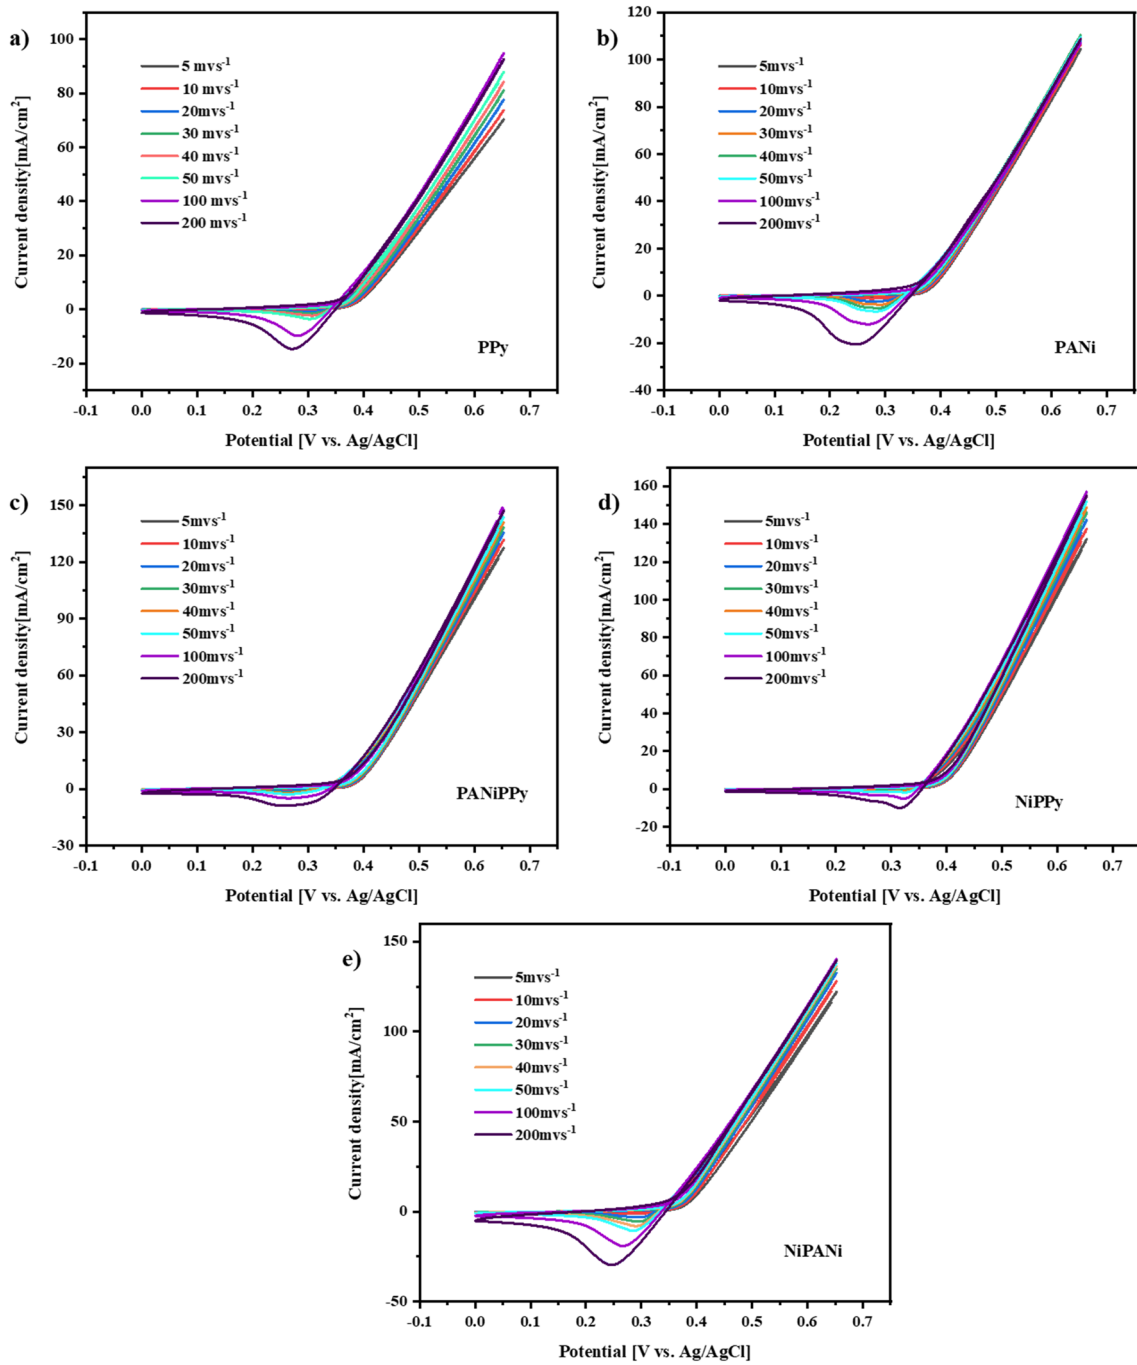 a)
Current density[mA/cm²]
100
80
60
40
20
0
-20
5 mvs⁻¹
10 mvs⁻¹
20mvs⁻¹
30 mvs⁻¹
40 mvs⁻¹
50 mvs⁻¹
100 mvs⁻¹
200 mvs⁻¹
PPy
-0.1 0.0 0.1 0.2 0.3 0.4 0.5 0.6 0.7
Potential [V vs. Ag/AgCl]
b)
Current density[mA/cm²]
120
100
80
60
40
20
0
-20
-40
5mvs⁻¹
10mvs⁻¹
20mvs⁻¹
30mvs⁻¹
40mvs⁻¹
50mvs⁻¹
100mvs⁻¹
200mvs⁻¹
PANi
-0.1 0.0 0.1 0.2 0.3 0.4 0.5 0.6 0.7
Potential [V vs. Ag/AgCl]
c)
Current density[mA/cm²]
150
120
90
60
30
0
-30
5mvs⁻¹
10mvs⁻¹
20mvs⁻¹
30mvs⁻¹
40mvs⁻¹
50mvs⁻¹
100mvs⁻¹
200mvs⁻¹
PANiPPy
-0.1 0.0 0.1 0.2 0.3 0.4 0.5 0.6 0.7
Potential [V vs. Ag/AgCl]
d)
Current density[mA/cm²]
160
140
120
100
80
60
40
20
0
-20
5mvs⁻¹
10mvs⁻¹
20mvs⁻¹
30mvs⁻¹
40mvs⁻¹
50mvs⁻¹
100mvs⁻¹
200mvs⁻¹
NiPPy
-0.1 0.0 0.1 0.2 0.3 0.4 0.5 0.6 0.7
Potential [V vs. Ag/AgCl]
e)
Current density[mA/cm²]
150
100
50
0
-50
5mvs⁻¹
10mvs⁻¹
20mvs⁻¹
30mvs⁻¹
40mvs⁻¹
50mvs⁻¹
100mvs⁻¹
200mvs⁻¹
NiPANi
-0.1 0.0 0.1 0.2 0.3 0.4 0.5 0.6 0.7
Potential [V vs. Ag/AgCl]